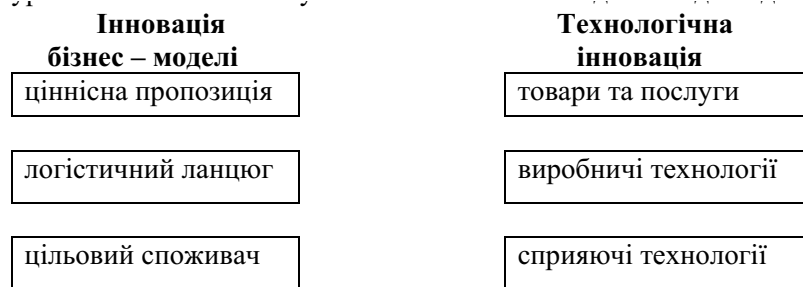 Інновація
бізнес – моделі
Технологічна
інновація
ціннісна пропозиція
товари та послуги
логістичний ланцюг
виробничі технології
цільовий споживач
сприяючі технології